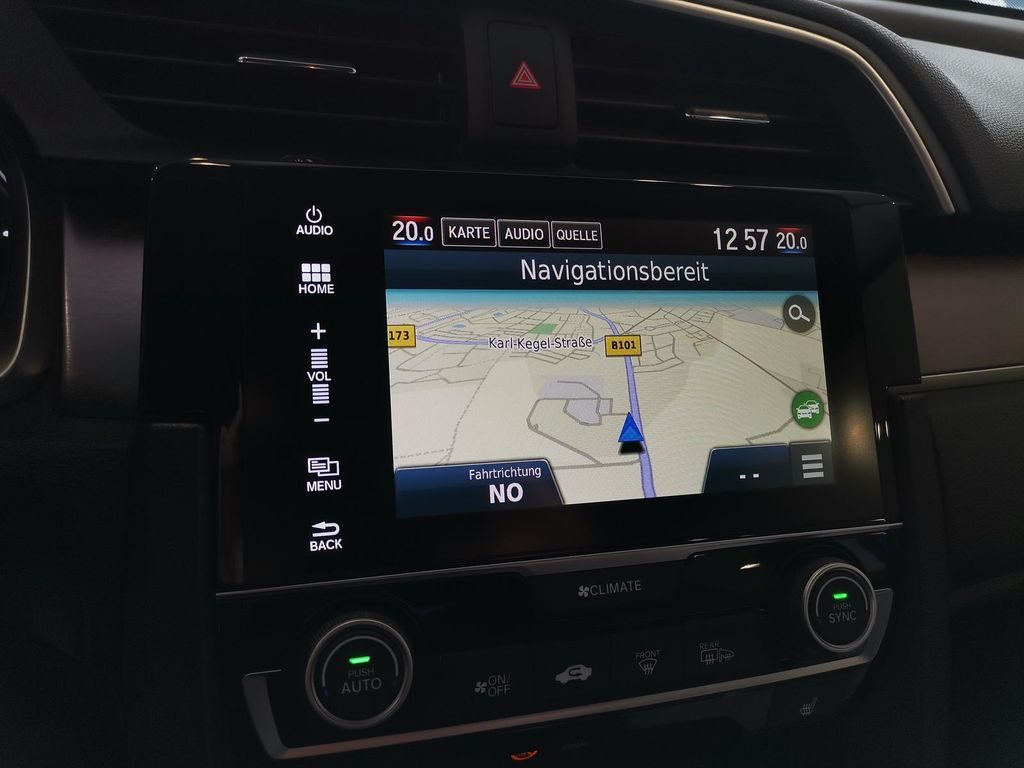 AUDIO
HOME
+
VOL
−
MENU
BACK
20.0 KARTE AUDIO QUELLE 12 57 20.0
Navigationsbereit
173
Karl-Kegel-Straße
B101
Fahrtrichtung
NO
--
CLIMATE
PUSH
AUTO
ON/
OFF
FRONT
REAR
PUSH
SYNC